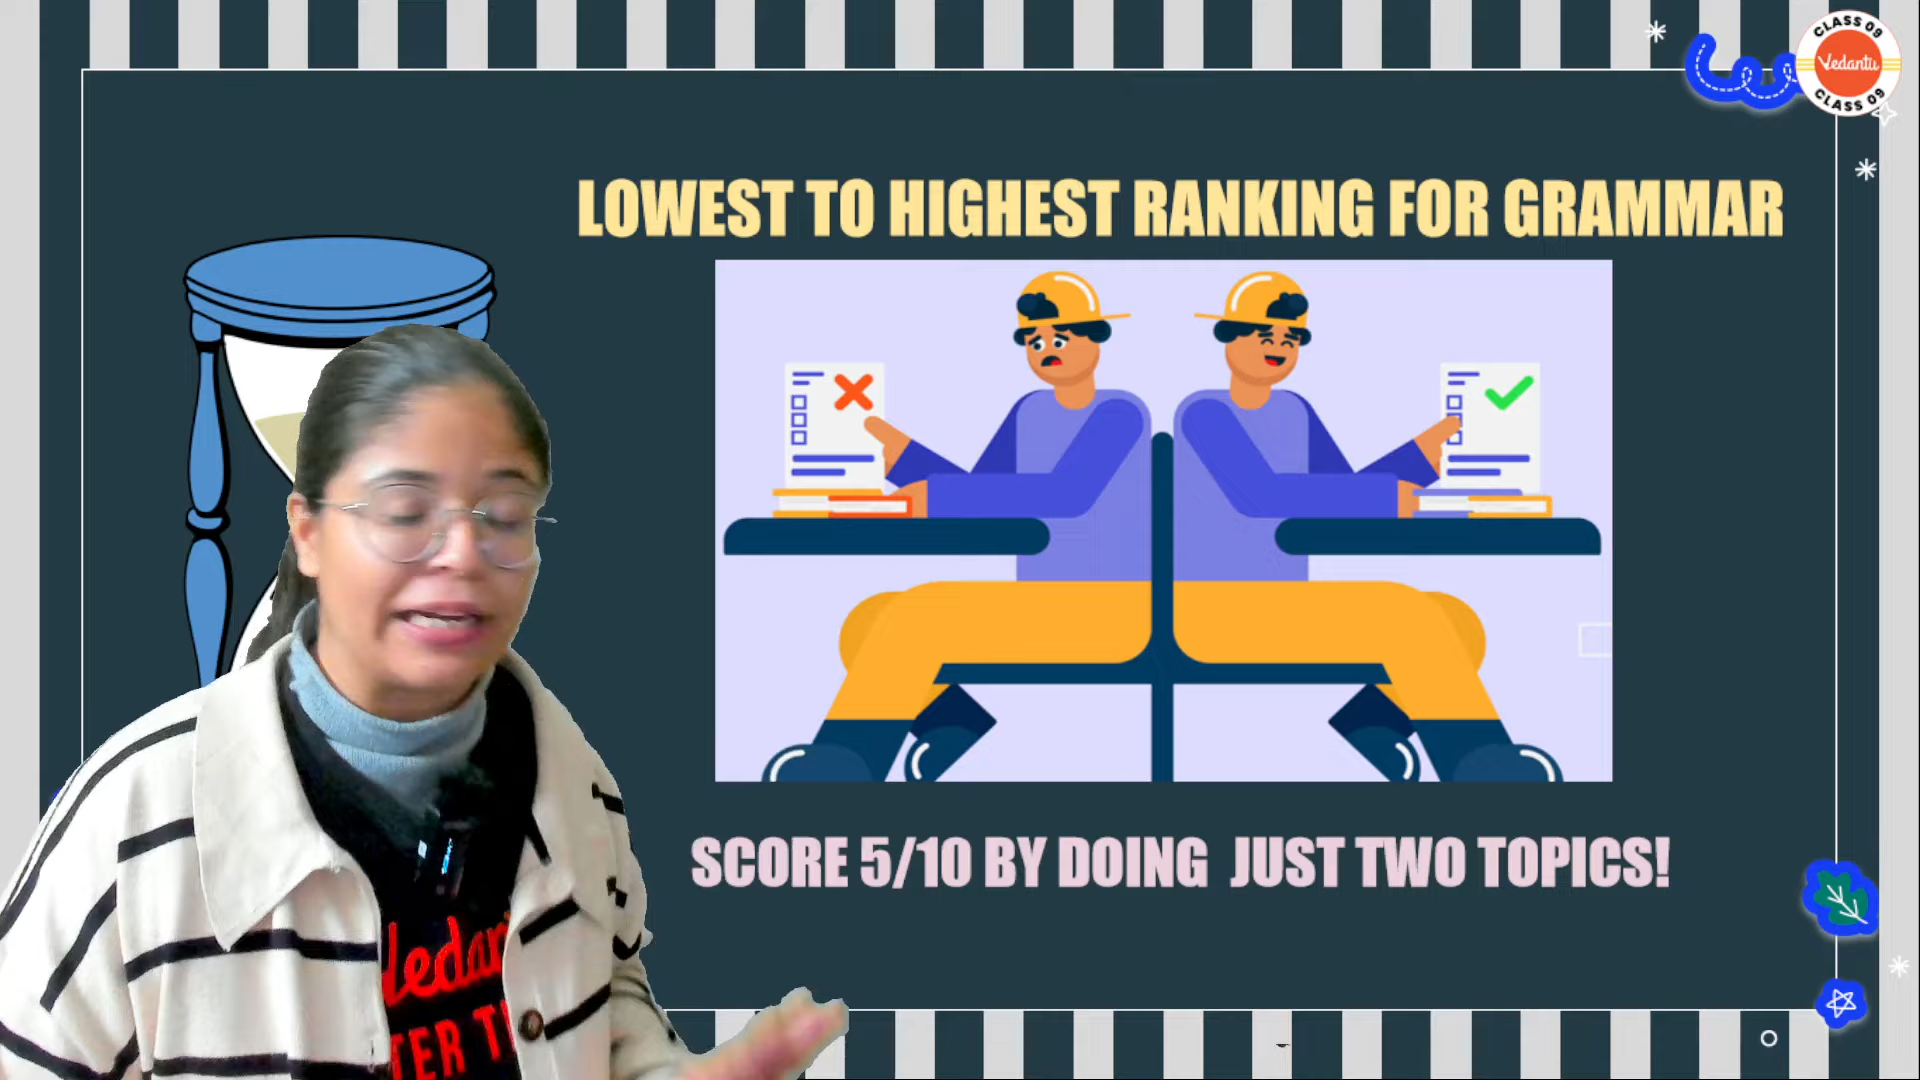 CLASS 09
Vedantu
CLASS 09
LOWEST TO HIGHEST RANKING FOR GRAMMAR
SCORE 5/10 BY DOING JUST TWO TOPICS!